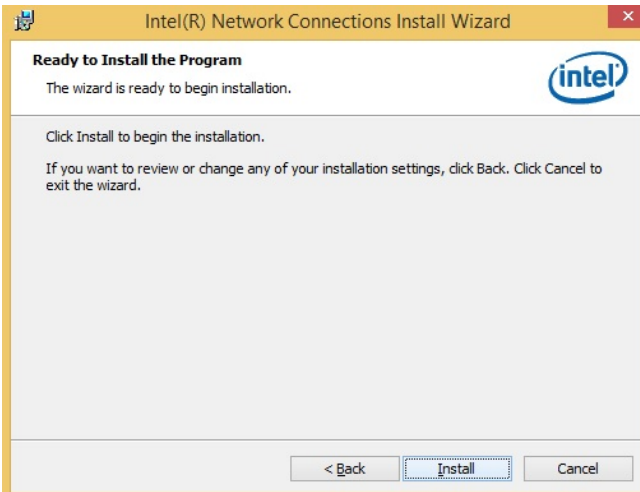 Intel(R) Network Connections Install Wizard
Ready to Install the Program
The wizard is ready to begin installation.
intel
Click Install to begin the installation.
If you want to review or change any of your installation settings, click Back. Click Cancel to
exit the wizard.
< Back
Install
Cancel